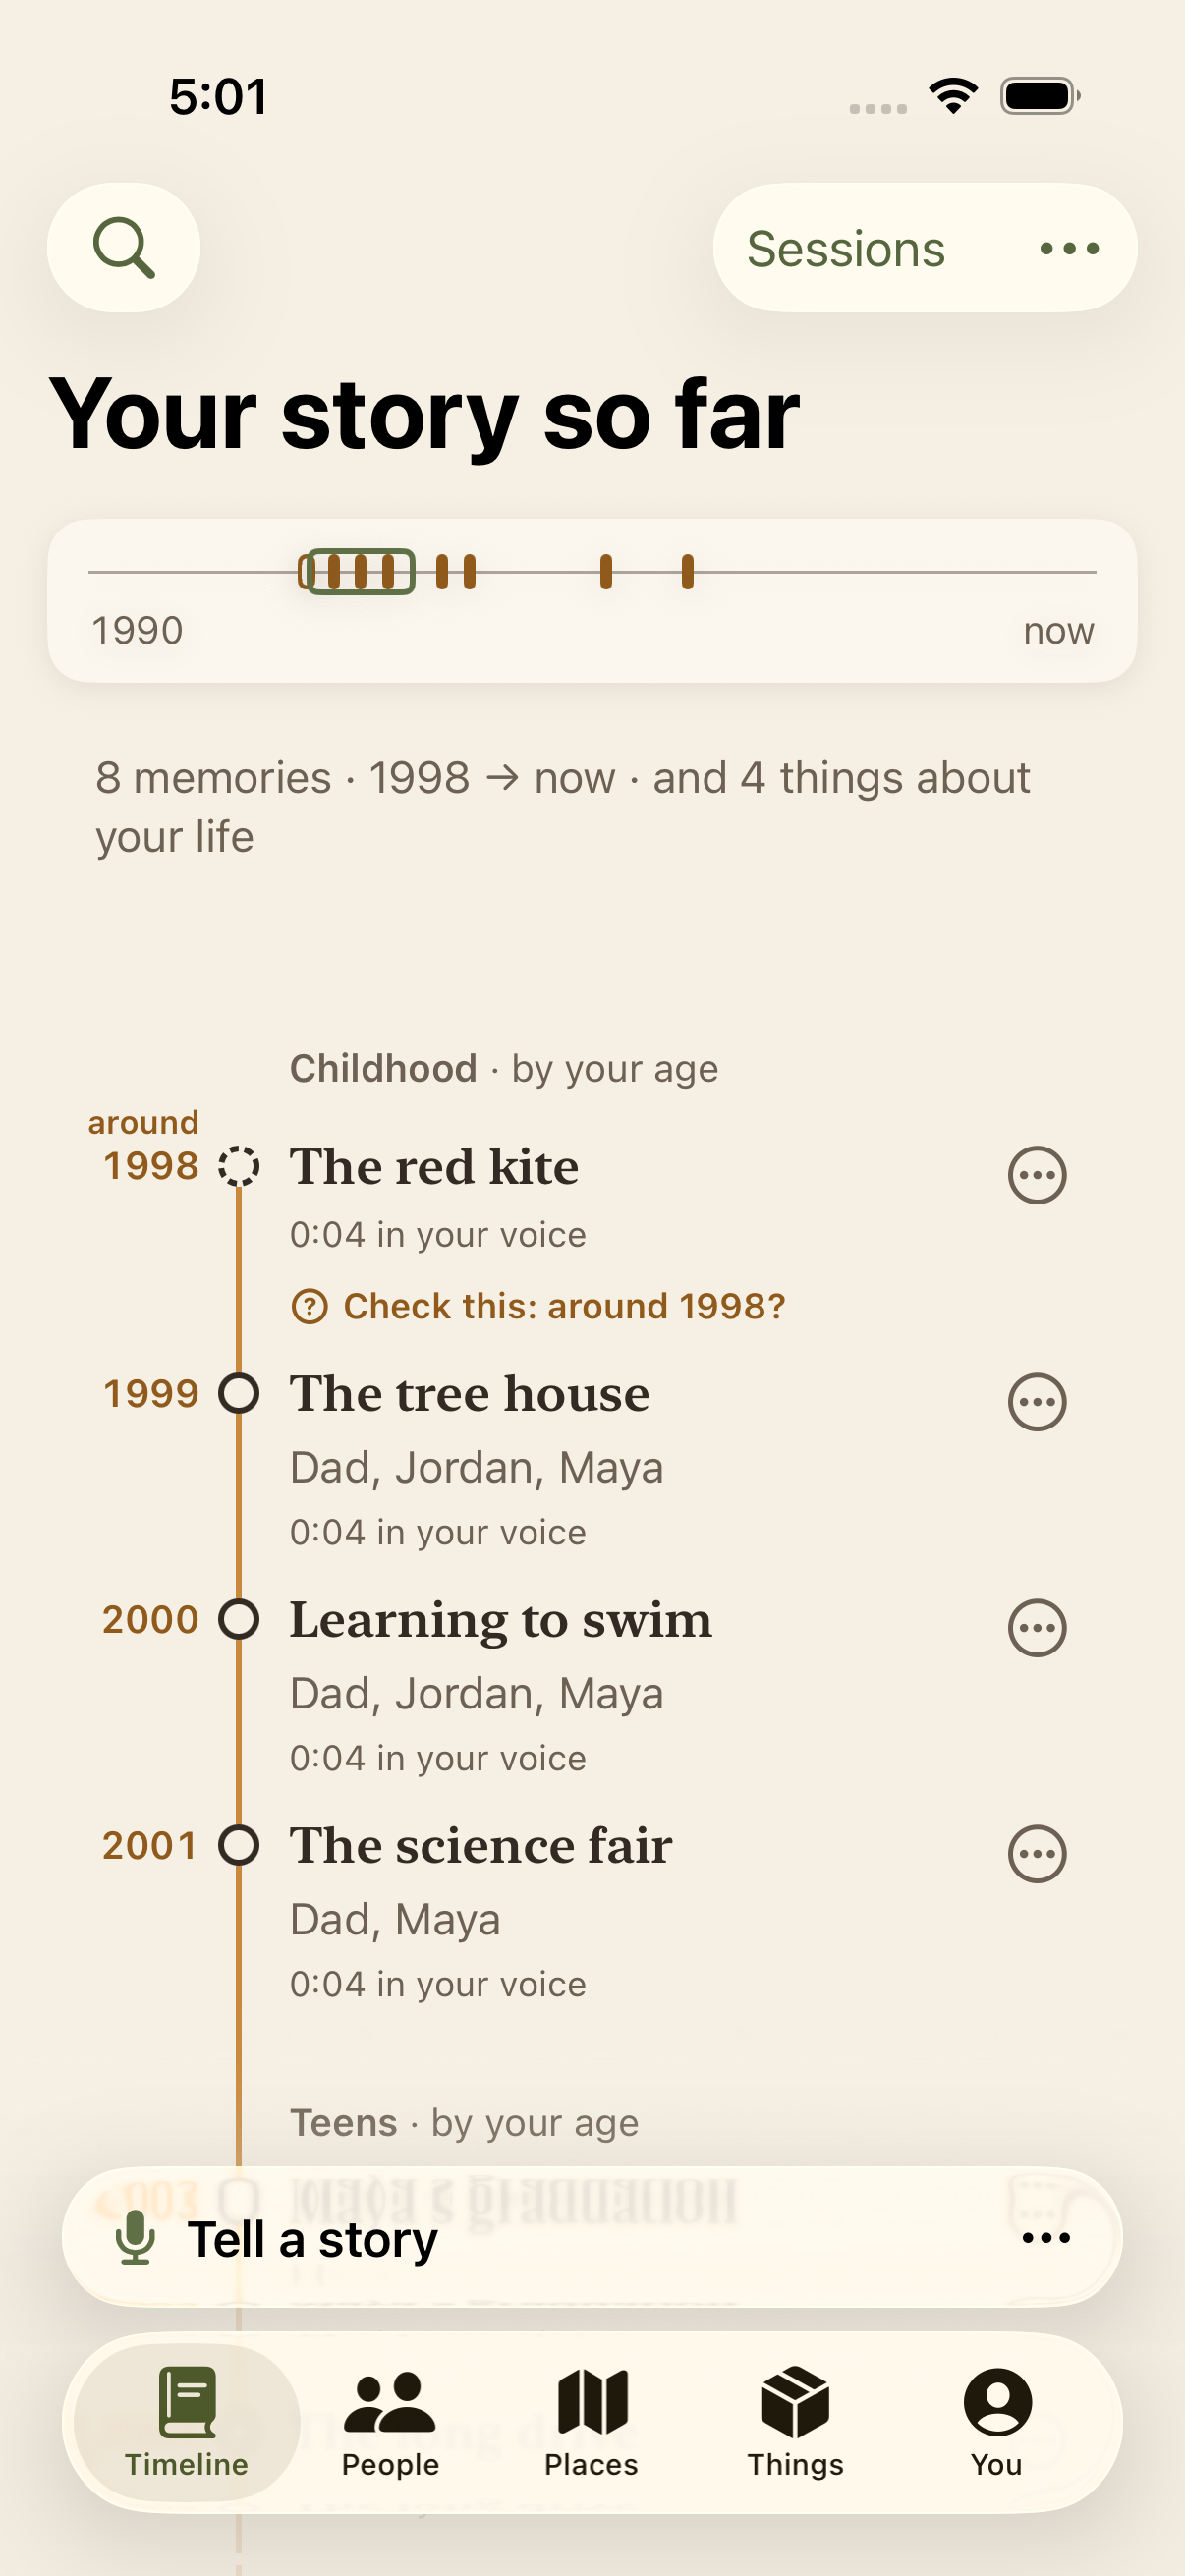 5:01
Sessions
Your story so far
1990
now
8 memories · 1998 → now · and 4 things about
your life
Childhood · by your age
around
1998
The red kite
0:04 in your voice
Check this: around 1998?
1999
The tree house
Dad, Jordan, Maya
0:04 in your voice
2000
Learning to swim
Dad, Jordan, Maya
0:04 in your voice
2001
The science fair
Dad, Maya
0:04 in your voice
Teens · by your age
Tell a story
Timeline
People
Places
Things
You